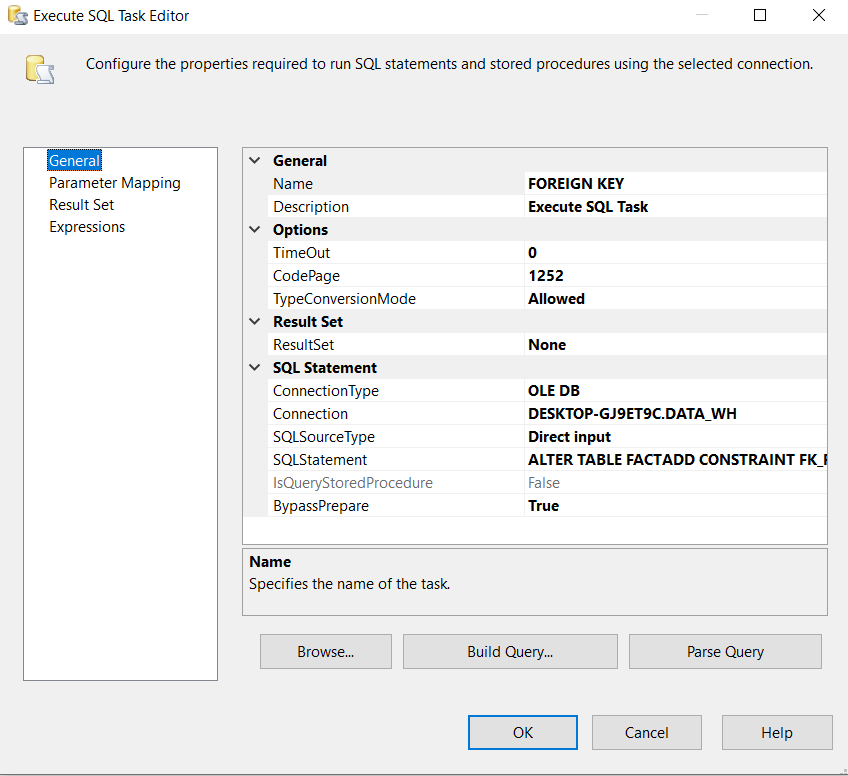 Execute SQL Task Editor
Configure the properties required to run SQL statements and stored procedures using the selected connection.
General
Parameter Mapping
Result Set
Expressions
General
Name FOREIGN KEY
Description Execute SQL Task
Options
TimeOut 0
CodePage 1252
TypeConversionMode Allowed
Result Set
ResultSet None
SQL Statement
ConnectionType OLE DB
Connection DESKTOP-GJ9ET9C.DATA_WH
SQLSourceType Direct input
SQLStatement ALTER TABLE FACTADD CONSTRAINT
IsQueryStoredProcedure False
BypassPrepare True
Name
Specifies the name of the task.
Browse... Build Query... Parse Query
OK Cancel Help